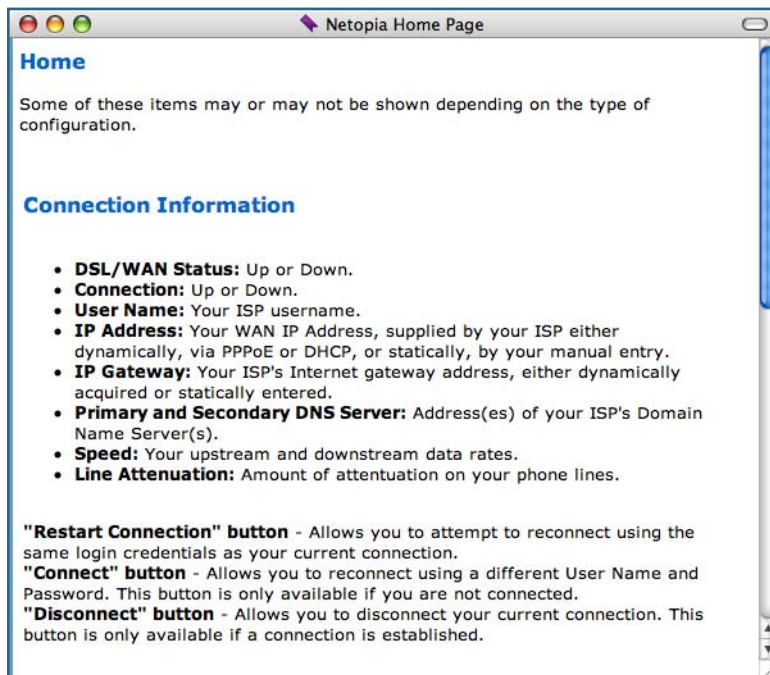 Netopia Home Page
Home
Some of these items may or may not be shown depending on the type of
configuration.
Connection Information
• DSL/WAN Status: Up or Down.
• Connection: Up or Down.
• User Name: Your ISP username.
• IP Address: Your WAN IP Address, supplied by your ISP either
dynamically, via PPPoE or DHCP, or statically, by your manual entry.
• IP Gateway: Your ISP's Internet gateway address, either dynamically
acquired or statically entered.
• Primary and Secondary DNS Server: Address(es) of your ISP's Domain
Name Server(s).
• Speed: Your upstream and downstream data rates.
• Line Attenuation: Amount of attentuation on your phone lines.
"Restart Connection" button - Allows you to attempt to reconnect using the
same login credentials as your current connection.
"Connect" button - Allows you to reconnect using a different User Name and
Password. This button is only available if you are not connected.
"Disconnect" button - Allows you to disconnect your current connection. This
button is only available if a connection is established.